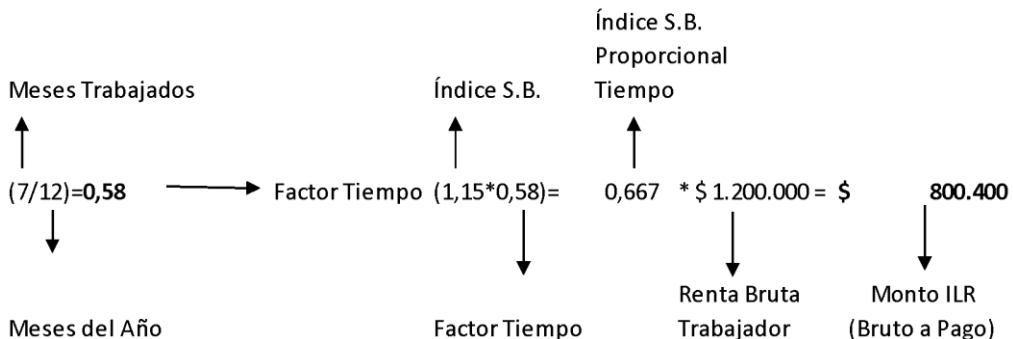 Índice S.B.
Proporcional
Meses Trabajados Índice S.B. Tiempo
(7/12)=0,58 Factor Tiempo (1,15*0,58)= 0,667 * $ 1.200.000 = $ 800.400
Renta Bruta Monto ILR
Meses del Año Factor Tiempo Trabajador (Bruto a Pago)